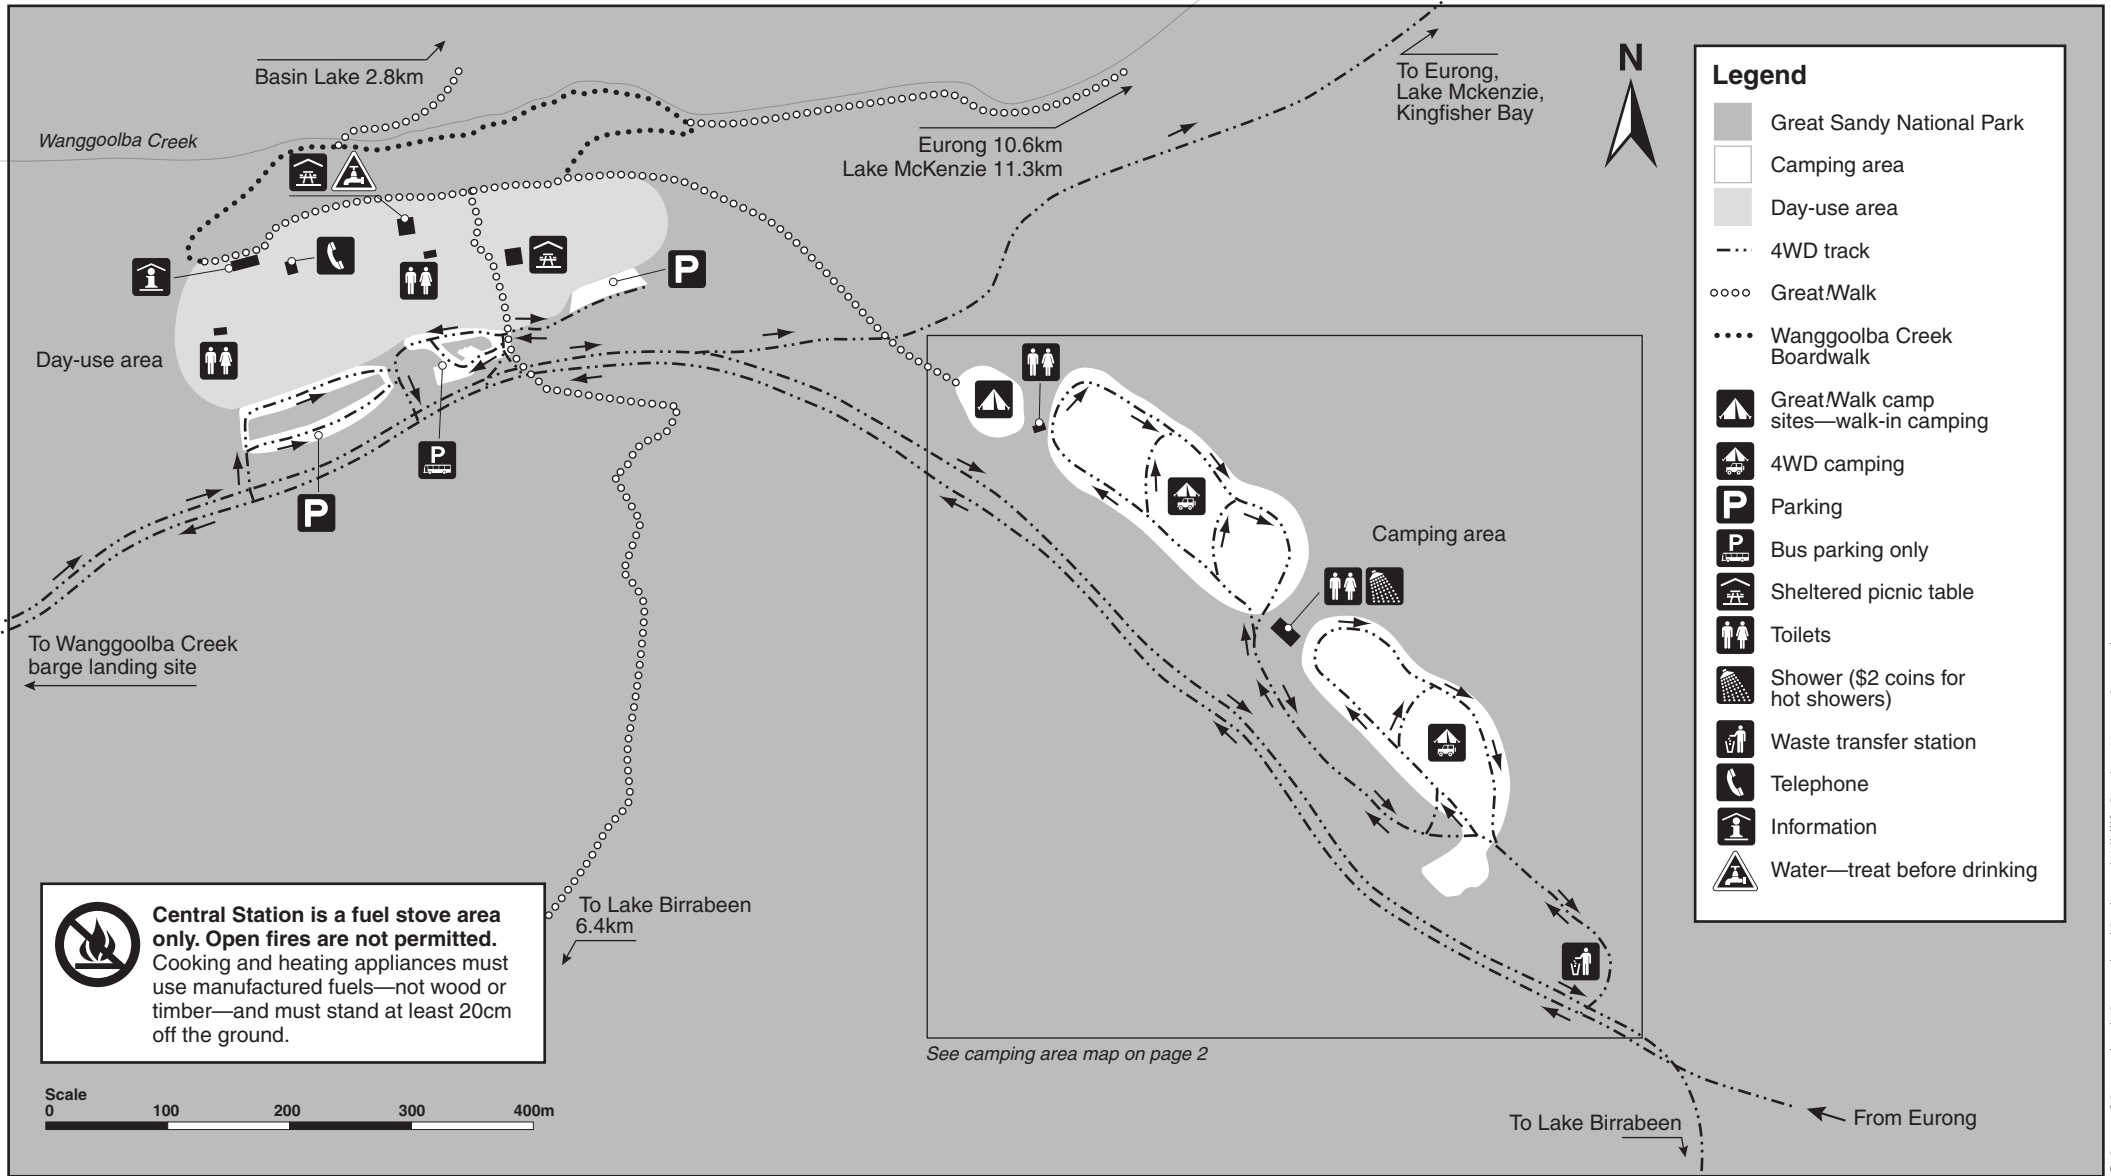 Basin Lake 2.8km
Wanggoolba Creek
Eurong 10.6km
Lake McKenzie 11.3km
To Eurong,
Lake Mckenzie,
Kingfisher Bay
N
P
Day-use area
P
P
Camping area
To Wanggoolba Creek
barge landing site
To Lake Birrabeen
6.4km
Central Station is a fuel stove area
only. Open fires are not permitted.
Cooking and heating appliances must
use manufactured fuels—not wood or
timber—and must stand at least 20cm
off the ground.
See camping area map on page 2
Scale
0 100 200 300 400m
To Lake Birrabeen
From Eurong
Legend
Great Sandy National Park
Camping area
Day-use area
4WD track
Great!Walk
Wanggoolba Creek
Boardwalk
Great!Walk camp
sites—walk-in camping
4WD camping
P Parking
P Bus parking only
Sheltered picnic table
Toilets
Shower ($2 coins for
hot showers)
Waste transfer station
Telephone
Information
Water—treat before drinking